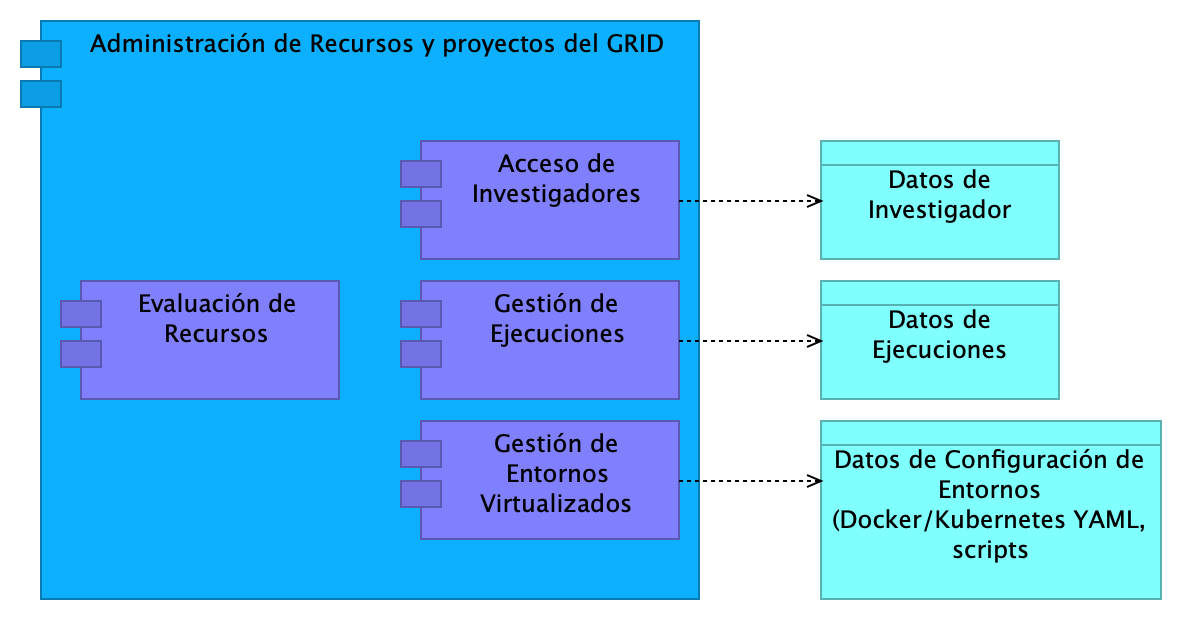 Administración de Recursos y proyectos del GRID
Acceso de
Investigadores
Datos de
Investigador
Evaluación de
Recursos
Gestión de
Ejecuciones
Datos de
Ejecuciones
Gestión de
Entornos
Virtualizados
Datos de Configuración de
Entornos
(Docker/Kubernetes YAML,
scripts